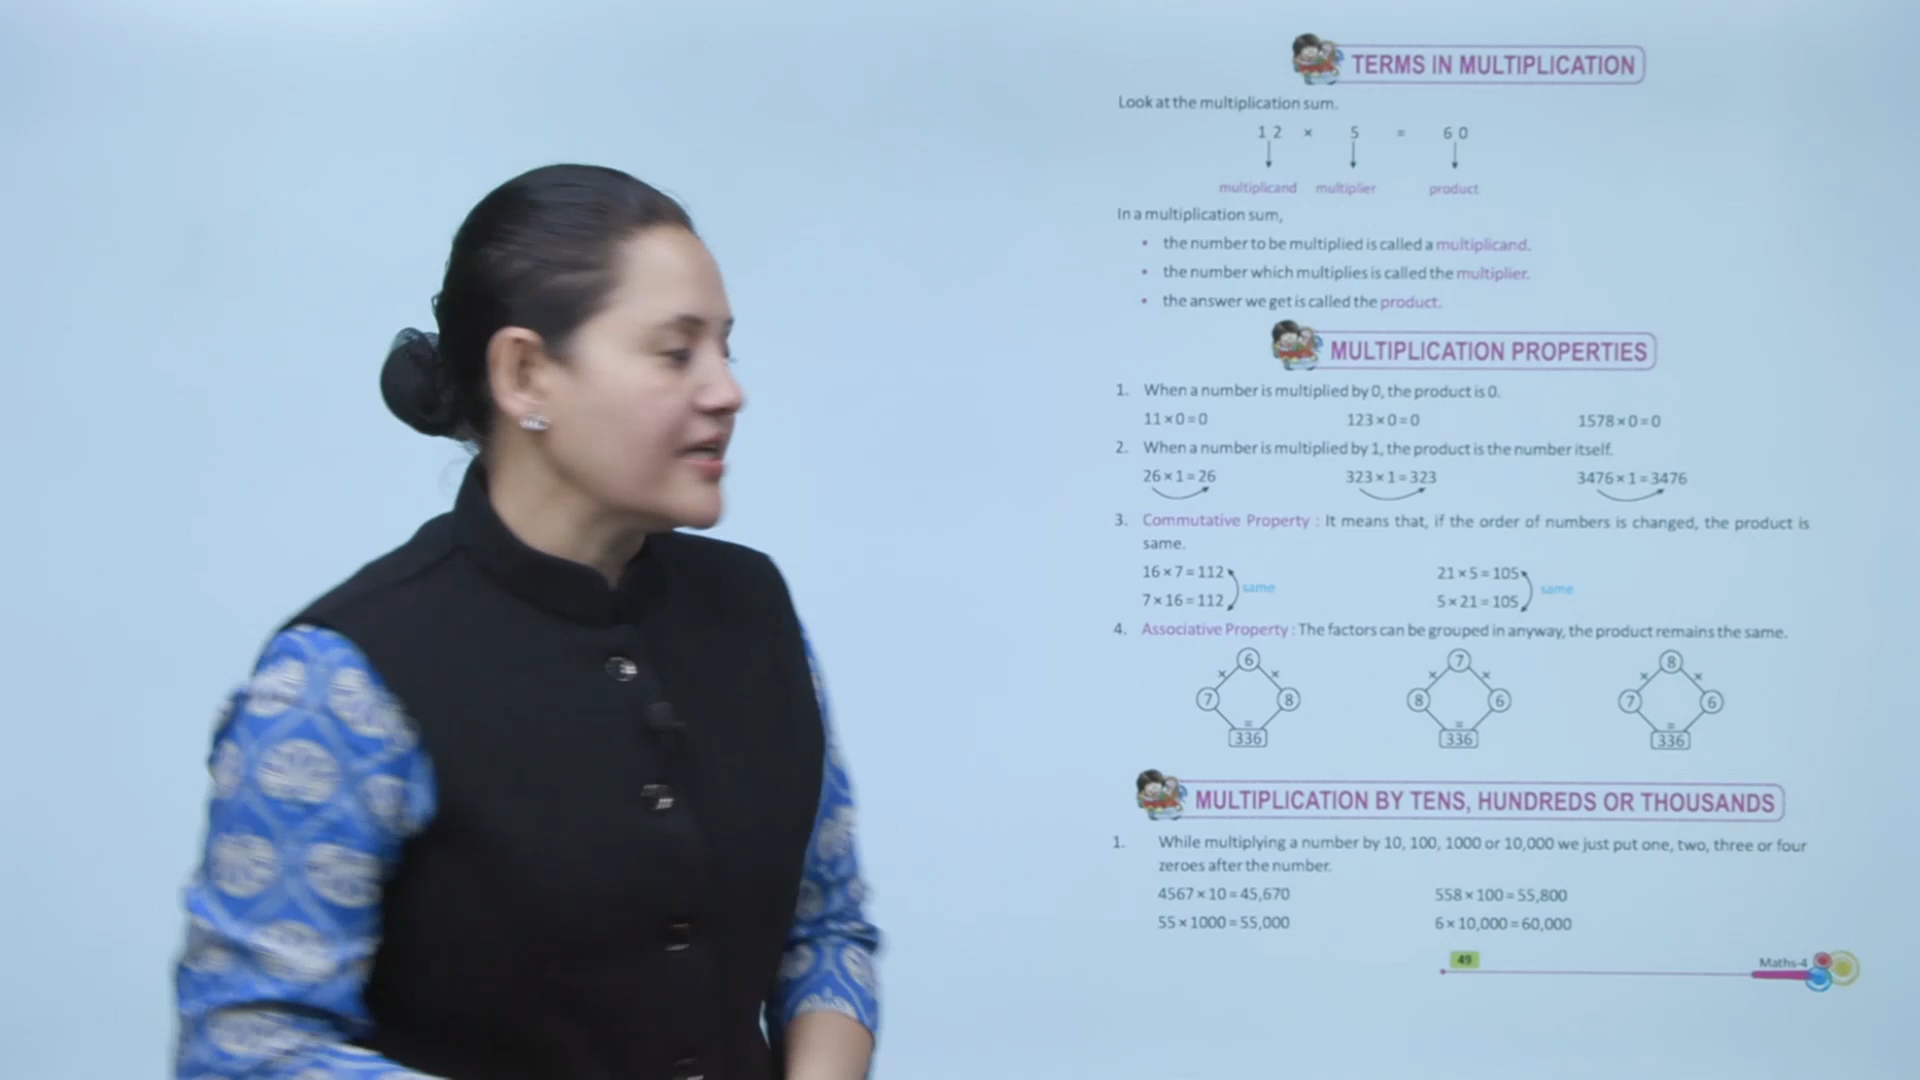 TERMS IN MULTIPLICATION
Look at the multiplication sum.
12 × 5 = 60
multiplicand multiplier product
In a multiplication sum,
• the number to be multiplied is called a multiplicand.
• the number which multiplies is called the multiplier.
• the answer we get is called the product.
MULTIPLICATION PROPERTIES
1. When a number is multiplied by 0, the product is 0.
11×0=0 123×0=0 1578×0=0
2. When a number is multiplied by 1, the product is the number itself.
26×1=26 323×1=323 3476×1=3476
3. Commutative Property : It means that, if the order of numbers is changed, the product is
same.
16×7=112 21×5=105
same same
7×16=112 5×21=105
4. Associative Property : The factors can be grouped in anyway, the product remains the same.
6 7 8
× × × × × ×
7 8 8 6 7 6
= = =
336 336 336
MULTIPLICATION BY TENS, HUNDREDS OR THOUSANDS
1. While multiplying a number by 10, 100, 1000 or 10,000 we just put one, two, three or four
zeroes after the number.
4567×10=45,670 558×100=55,800
55×1000=55,000 6×10,000=60,000
49 Maths-4